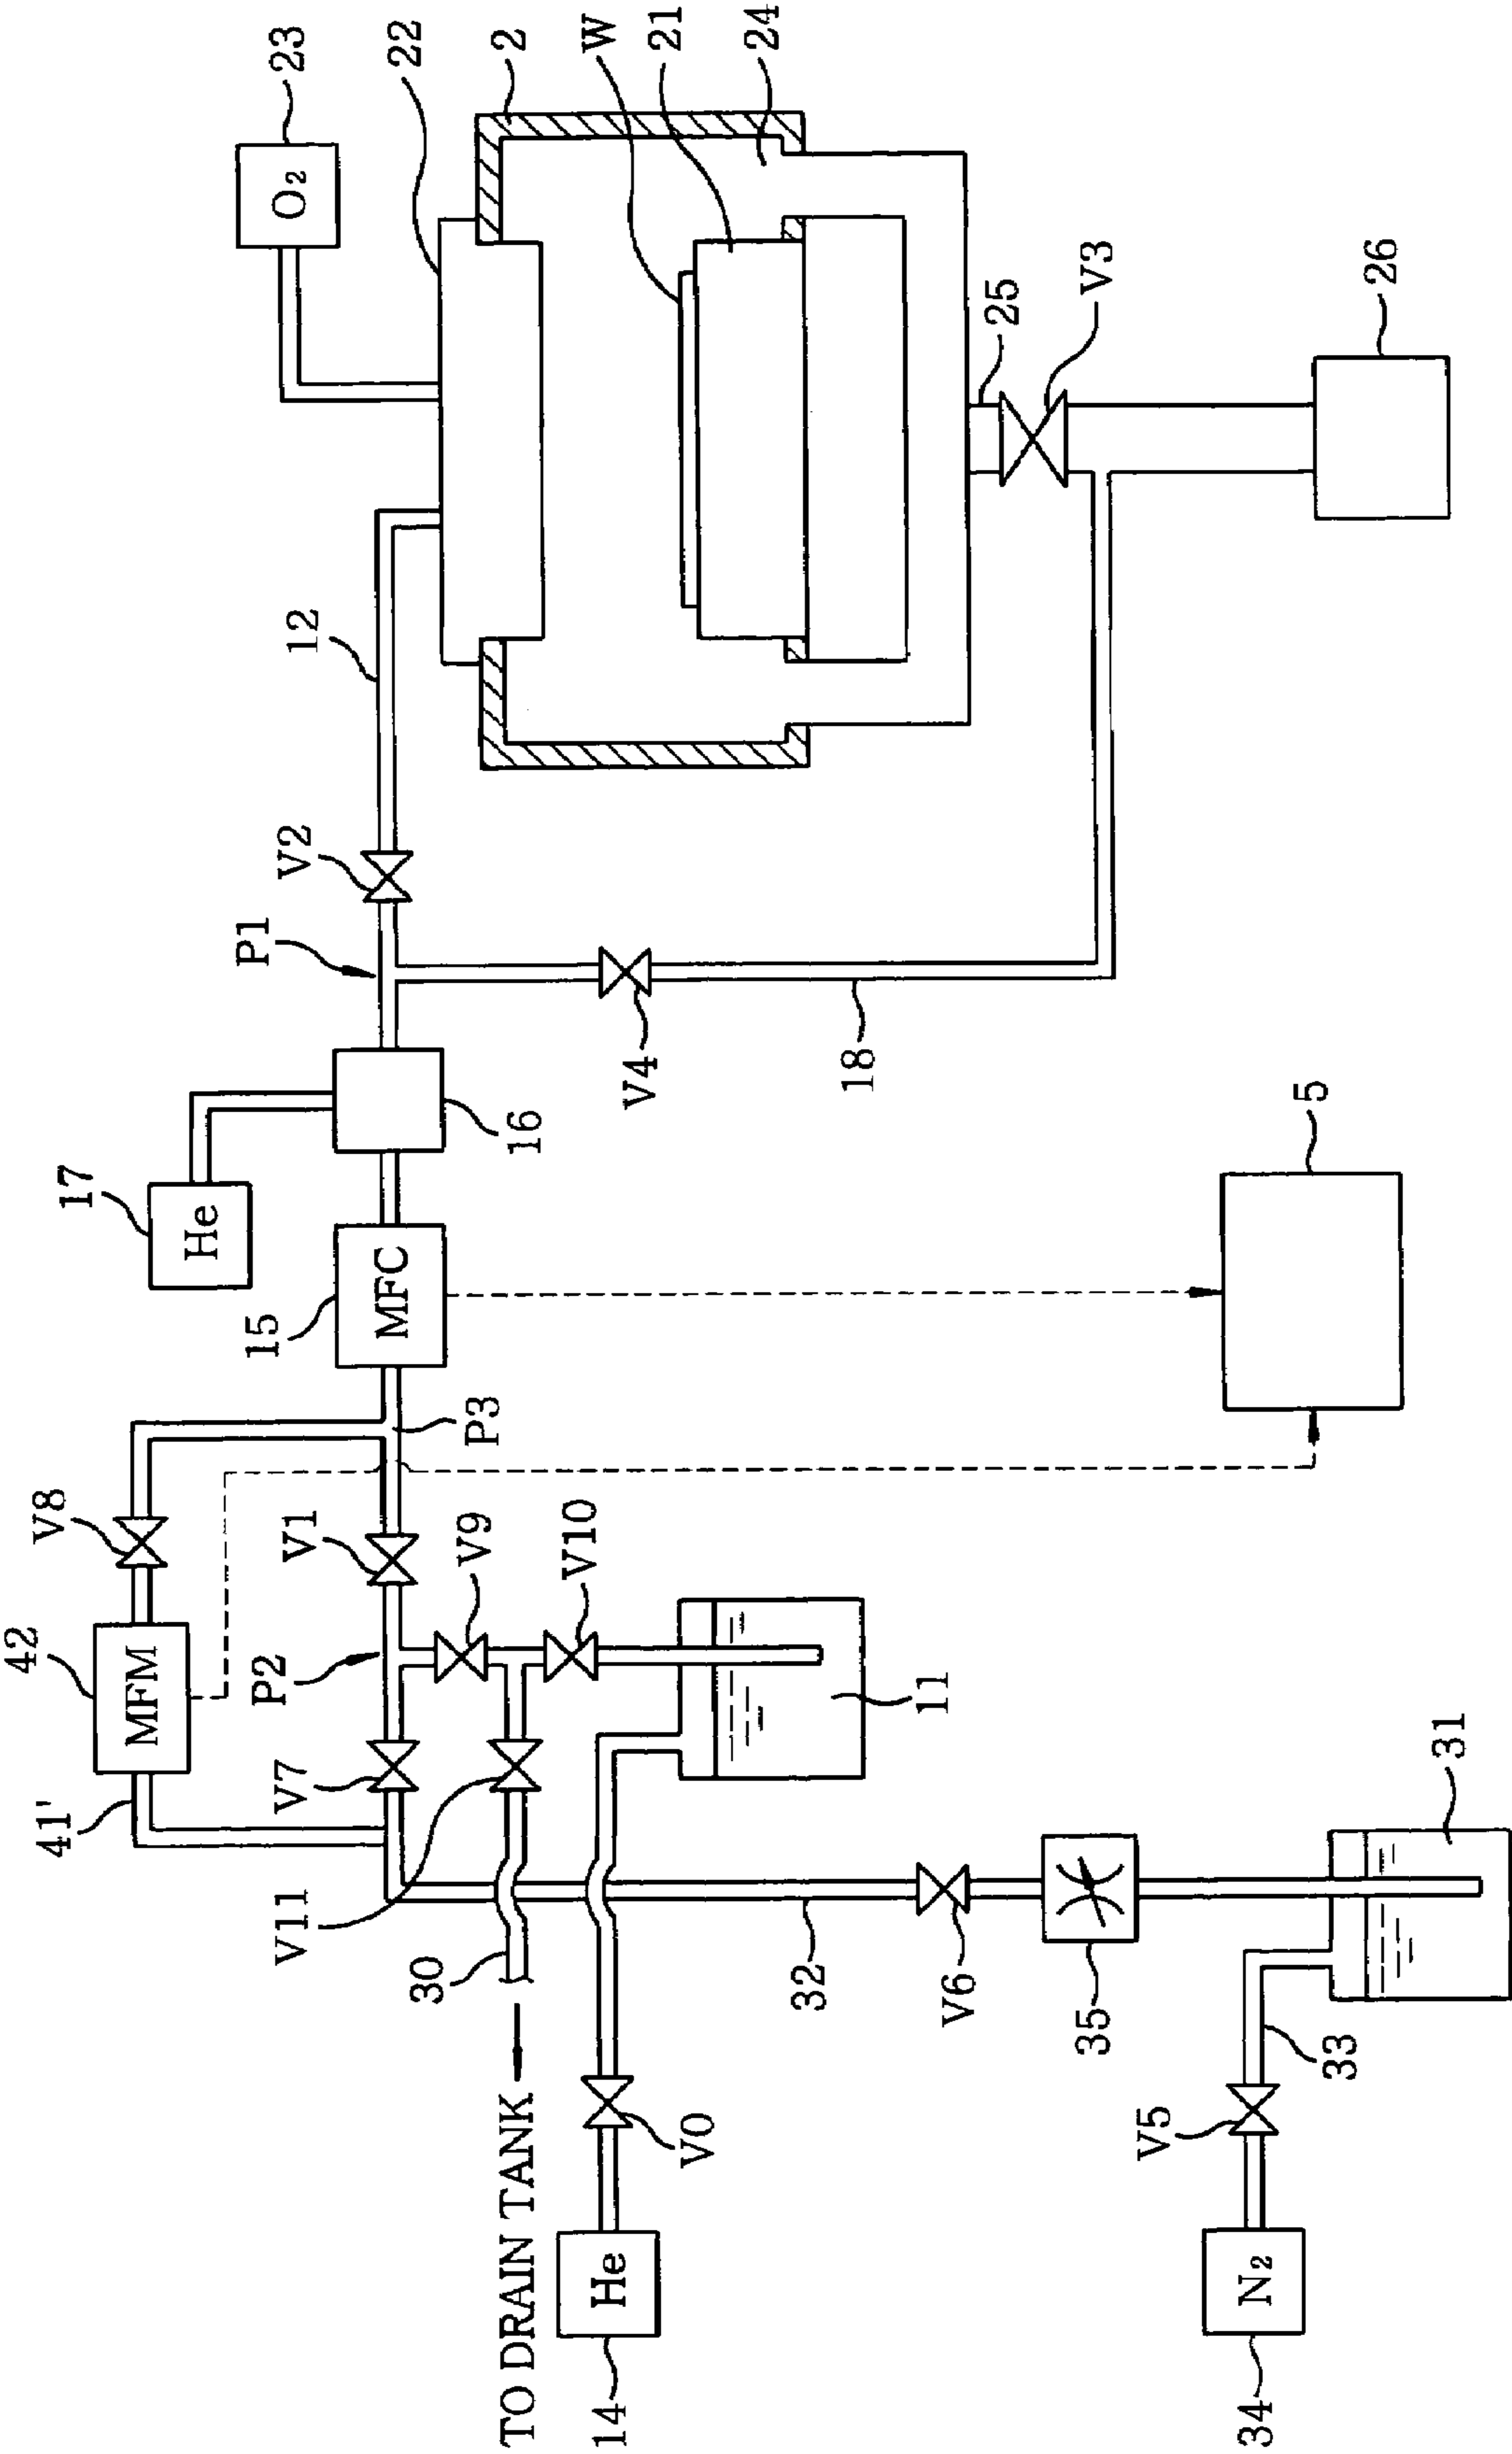 41'
42
V8
MFM
17
He
P1
23
O₂
V11
V7
P2
V1
15
V2
12
MFC
22
30
P3
V9
16
2
TO DRAIN TANK
V10
W
14
He
V4
21
V0
24
32
18
11
V6
25
35
V3
V5
34
N₂
5
33
26
31